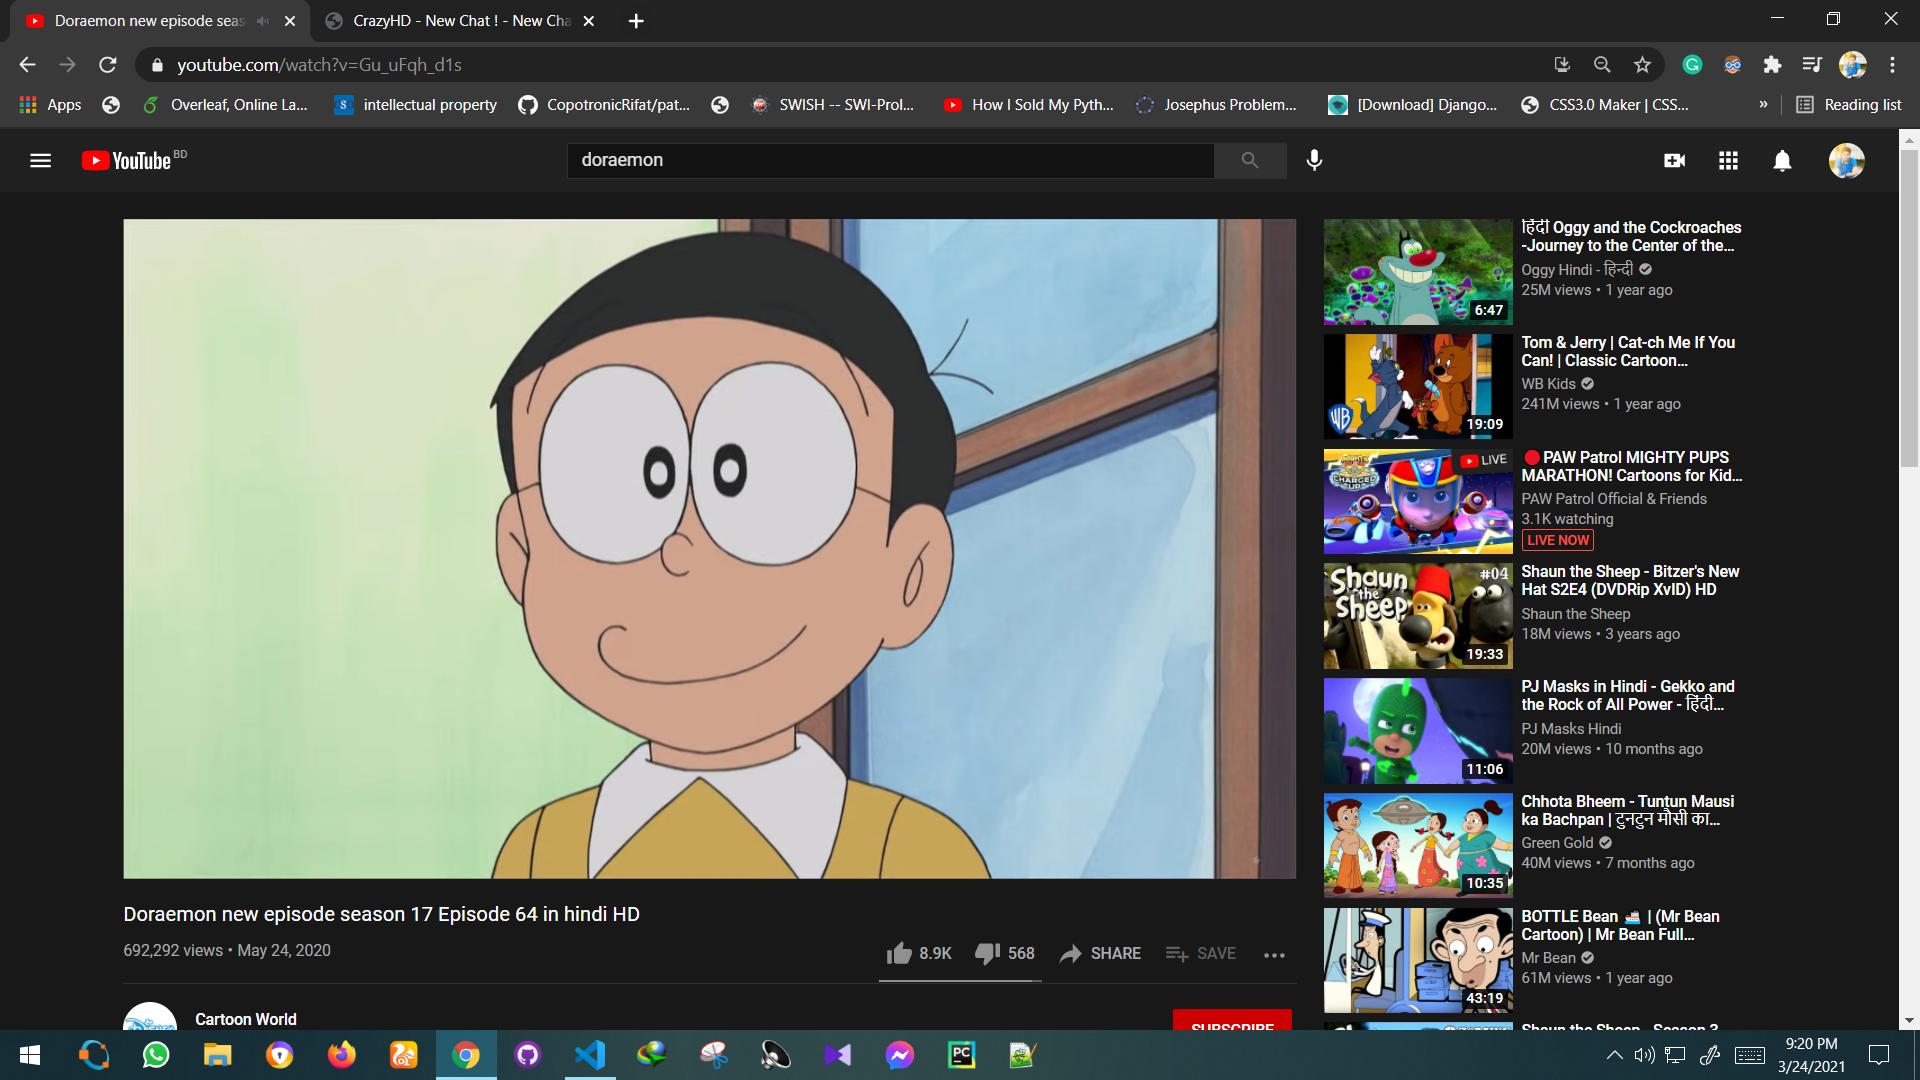 Doraemon new episode seas
CrazyHD - New Chat ! - New Cha
youtube.com/watch?v=Gu_uFqh_d1s
Apps
Overleaf, Online La...
intellectual property
CopotronicRifat/pat...
SWISH -- SWI-Prol...
How I Sold My Pyth...
Josephus Problem...
[Download] Django...
CSS3.0 Maker | CSS...
»
Reading list
YouTube BD
doraemon
हिंदी Oggy and the Cockroaches
-Journey to the Center of the...
Oggy Hindi - हिन्दी
25M views • 1 year ago
6:47
Tom & Jerry | Cat-ch Me If You
Can! | Classic Cartoon...
WB Kids
241M views • 1 year ago
WB
19:09
PAW Patrol MIGHTY PUPS
MARATHON! Cartoons for Kid...
PAW Patrol Official & Friends
3.1K watching
LIVE NOW
LIVE
CHARGED UP
Shaun the Sheep - Bitzer's New
Hat S2E4 (DVDRip XvID) HD
Shaun the Sheep
18M views • 3 years ago
Shaun
the
Sheep
#04
19:33
PJ Masks in Hindi - Gekko and
the Rock of All Power - हिंदी...
PJ Masks Hindi
20M views • 10 months ago
11:06
Chhota Bheem - Tuntun Mausi
ka Bachpan | टुनटुन मौसी का...
Green Gold
40M views • 7 months ago
10:35
BOTTLE Bean 🚢 | (Mr Bean
Cartoon) | Mr Bean Full...
Mr Bean
61M views • 1 year ago
43:19
Shaun the Sheep - Season 3
Doraemon new episode season 17 Episode 64 in hindi HD
692,292 views • May 24, 2020
8.9K
568
SHARE
SAVE
Cartoon World
SUBSCRIBE
PC
9:20 PM
3/24/2021